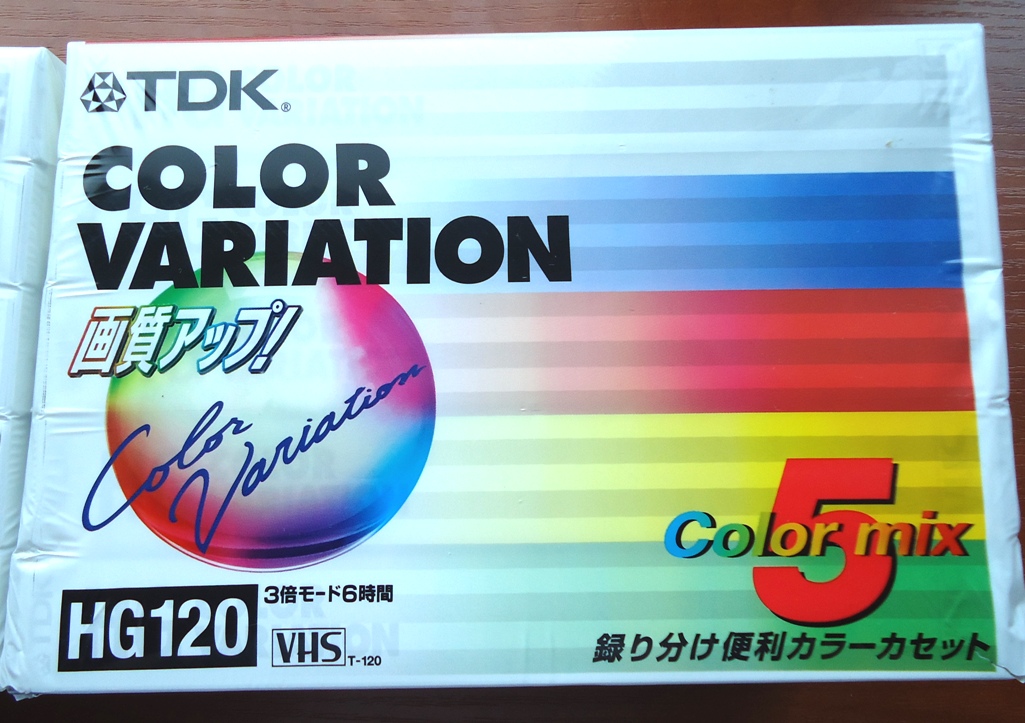 TDK®
COLOR
VARIATION
画質アップ!
Color
Variation
Color 5 mix
HG120
3倍モード6時間
VHS
T-120
録り分け便利カラーカセット